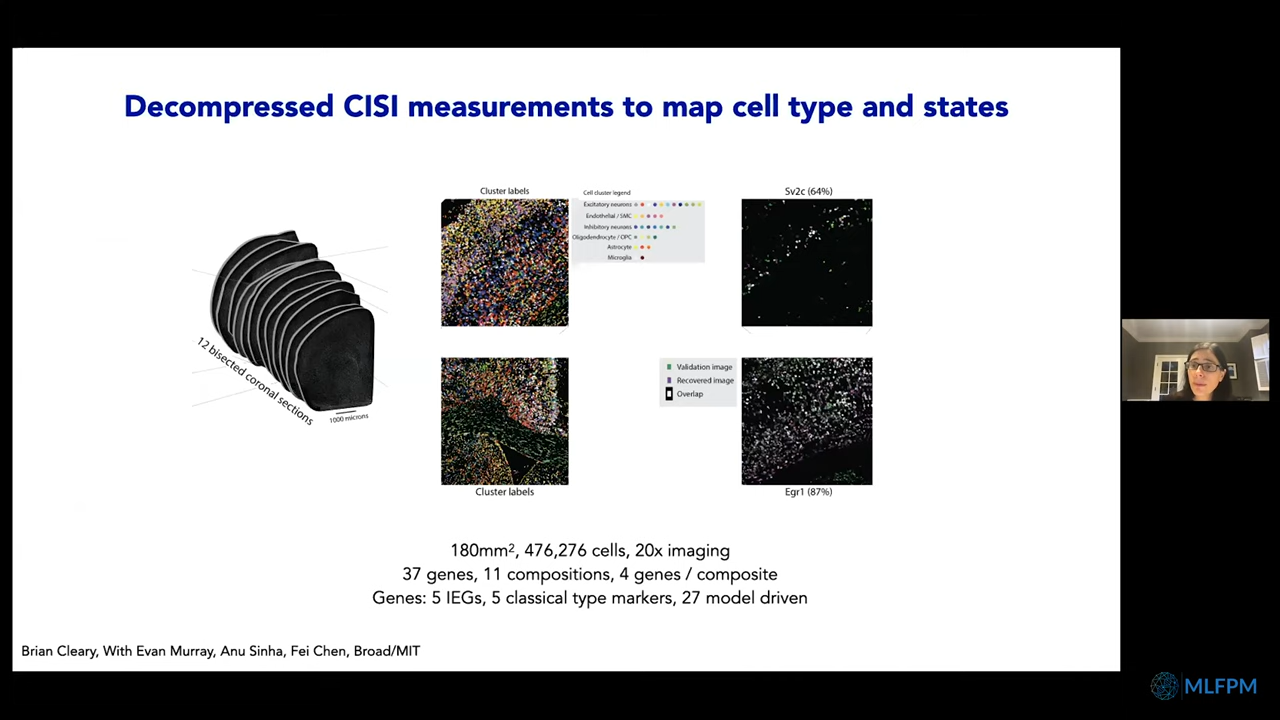 Decompressed CISI measurements to map cell type and states
Cluster labels
Cell cluster legend
Excitatory neurons
Endothelial / SMC
Inhibitory neurons
Oligodendrocyte / OPC
Astrocyte
Microglia
Sv2c (64%)
12 bisected coronal sections
1000 microns
Validation image
Recovered image
Overlap
Cluster labels
Egr1 (87%)
180mm², 476,276 cells, 20x imaging
37 genes, 11 compositions, 4 genes / composite
Genes: 5 IEGs, 5 classical type markers, 27 model driven
Brian Cleary, With Evan Murray, Anu Sinha, Fei Chen, Broad/MIT
MLFPM